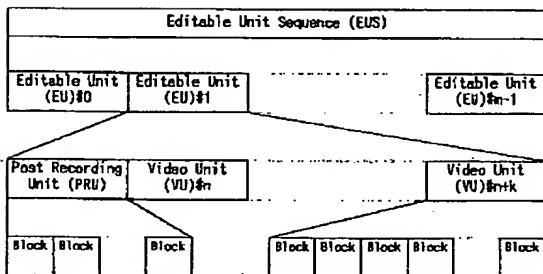 Editable Unit Sequence (EUS)
Editable Unit Editable Unit Editable Unit
(EU)#0 (EU)#1 (EU)#m-1
Post Recording Video Unit Video Unit
Unit (PRU) (VU)#n (VU)#n+k
Block Block Block Block Block Block Block Block